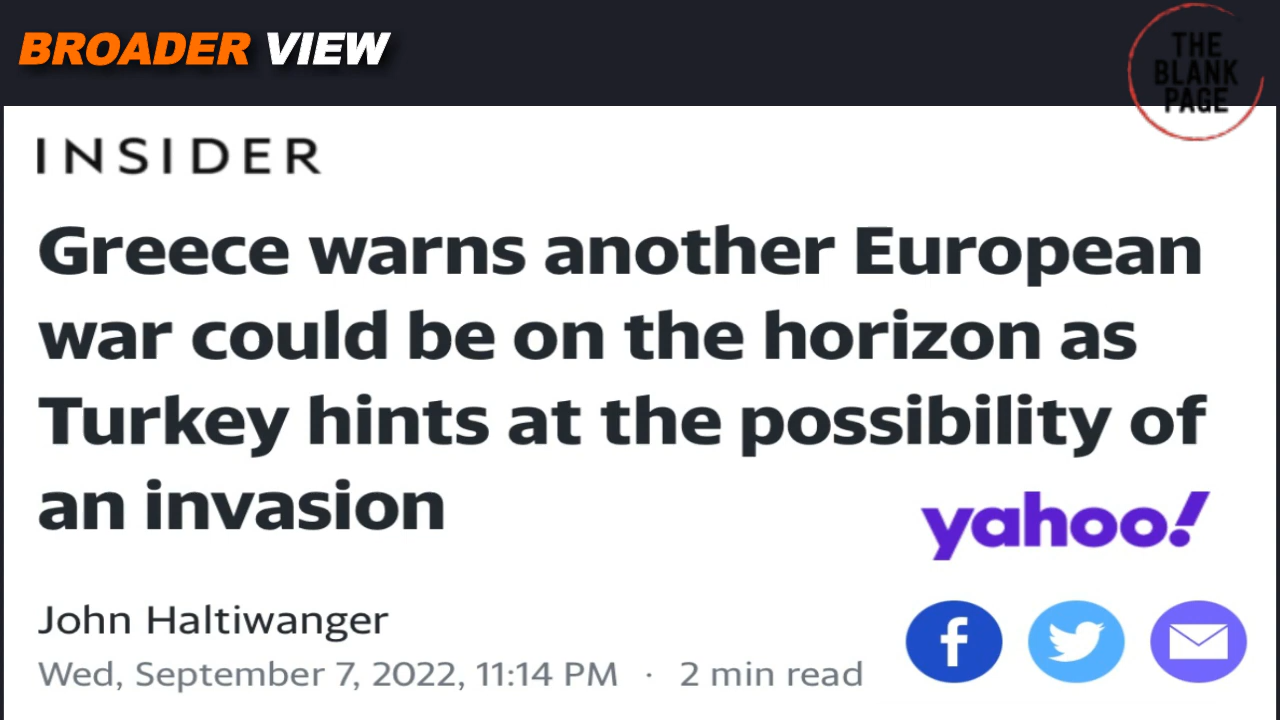 BROADER VIEW
THE
BLANK
PAGE
INSIDER
Greece warns another European
war could be on the horizon as
Turkey hints at the possibility of
an invasion
yahoo!
John Haltiwanger
Wed, September 7, 2022, 11:14 PM · 2 min read